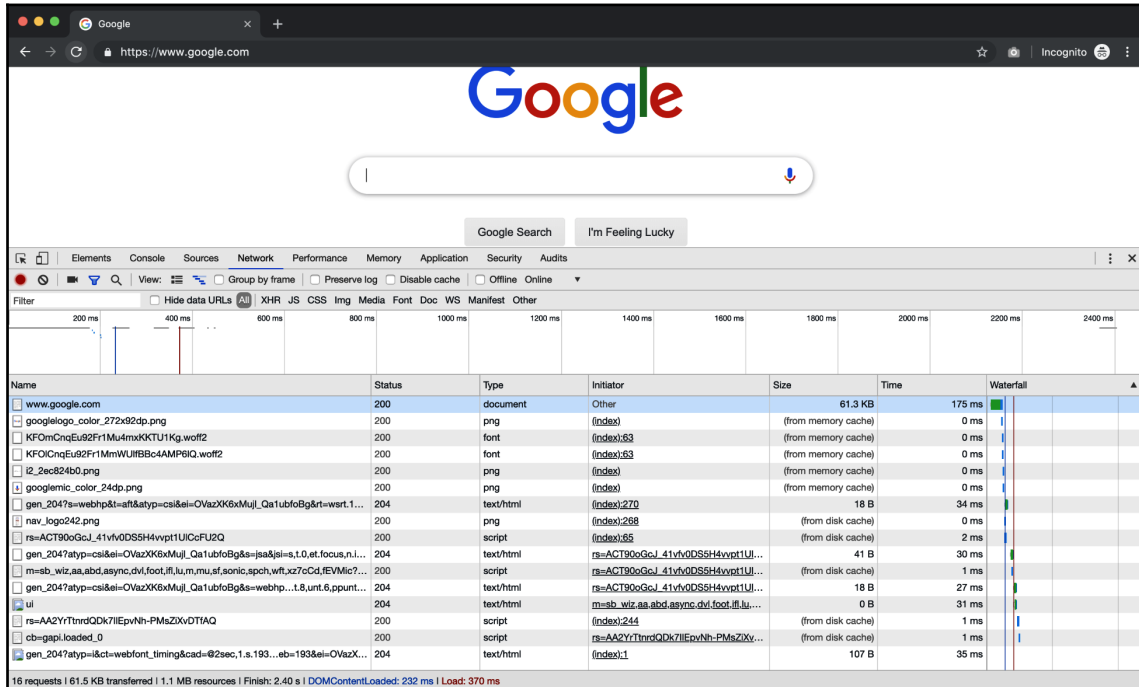 Google
https://www.google.com Incognito
Google
Google Search I'm Feeling Lucky
Elements Console Sources Network Performance Memory Application Security Audits
View: Group by frame Preserve log Disable cache Offline Online
Filter Hide data URLs All XHR JS CSS Img Media Font Doc WS Manifest Other
200 ms 400 ms 600 ms 800 ms 1000 ms 1200 ms 1400 ms 1600 ms 1800 ms 2000 ms 2200 ms 2400 ms
Name Status Type Initiator Size Time Waterfall
www.google.com 200 document Other 61.3 KB 175 ms
googlelogo_color_272x92dp.png 200 png (index) (from memory cache) 0 ms
KFOmCnqEu92Fr1Mu4mxKKTU1Kg.woff2 200 font (index):63 (from memory cache) 0 ms
KFOlCnqEu92Fr1MmWUlfBBc4AMP6lQ.woff2 200 font (index):63 (from memory cache) 0 ms
i2_2ec824b0.png 200 png (index) (from memory cache) 0 ms
googlemic_color_24dp.png 200 png (index) (from memory cache) 0 ms
gen_204?s=webhp&t=aft&atyp=csi&ei=OVazXK6xMujI_Qa1ubfoBg&rt=wsrt.1... 204 text/html (index):270 18 B 34 ms
nav_logo242.png 200 png (index):268 (from disk cache) 0 ms
rs=ACT90oGcJ_41vfv0DS5H4vvpt1UlCcFU2Q 200 script (index):65 (from disk cache) 2 ms
gen_204?atyp=csi&ei=OVazXK6xMujI_Qa1ubfoBg&s=jsa&jsi=s,t.0,et.focus,n.i... 204 text/html rs=ACT90oGcJ_41vfv0DS5H4vvpt1Ul... 41 B 30 ms
m=sb_wiz,aa,abd,async,dvl,foot,ifl,lu,m,mu,sf,sonic,spch,wft,xz7cCd,fEVMic?... 200 script rs=ACT90oGcJ_41vfv0DS5H4vvpt1Ul... (from disk cache) 1 ms
gen_204?atyp=csi&ei=OVazXK6xMujI_Qa1ubfoBg&s=webhp...t.8,unt.6,ppunt... 204 text/html rs=ACT90oGcJ_41vfv0DS5H4vvpt1Ul... 18 B 27 ms
ui 204 text/html m=sb_wiz,aa,abd,async,dvl,foot,ifl,lu,... 0 B 31 ms
rs=AA2YrTtnrdQDk7IlEpvNh-PMsZiXvDTfAQ 200 script (index):244 (from disk cache) 1 ms
cb=gapi.loaded_0 200 script rs=AA2YrTtnrdQDk7IlEpvNh-PMsZiXv... (from disk cache) 1 ms
gen_204?atyp=i&ct=webfont_timing&cad=@2sec,1.s.193...eb=193&ei=OVazX... 204 text/html (index):1 107 B 35 ms
16 requests | 61.5 KB transferred | 1.1 MB resources | Finish: 2.40 s | DOMContentLoaded: 232 ms | Load: 370 ms